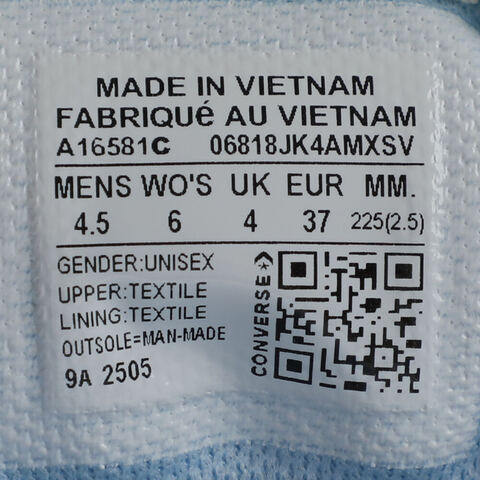 MADE IN VIETNAM
FABRIQUé AU VIETNAM
A16581C 06818JK4AMXSV
MENS WO'S UK EUR MM.
4.5 6 4 37 225(2.5)
GENDER:UNISEX
UPPER:TEXTILE
LINING:TEXTILE
OUTSOLE=MAN-MADE
9A 2505
CONVERSE